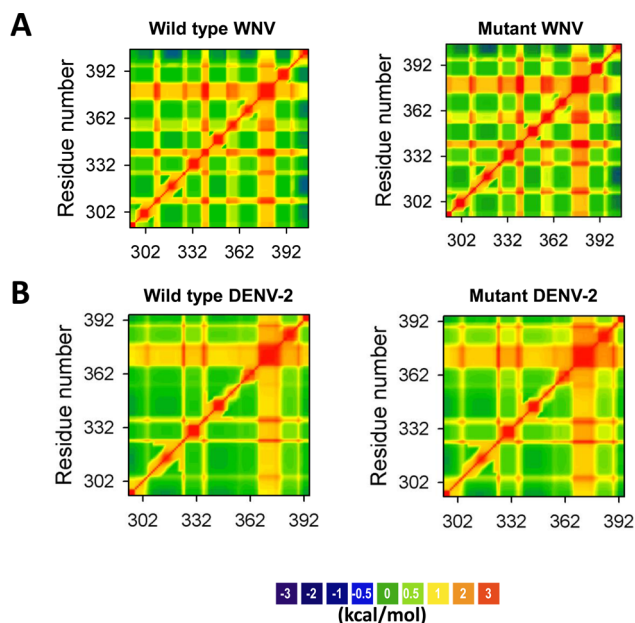 A
Wild type WNV
Mutant WNV
Residue number
392
362
332
302
302 332 362 392
392
362
332
302
302 332 362 392
B
Wild type DENV-2
Mutant DENV-2
Residue number
392
362
332
302
302 332 362 392
Residue number
392
362
332
302
302 332 362 392
-3 -2 -1 -0.5 0 0.5 1 2 3
(kcal/mol)